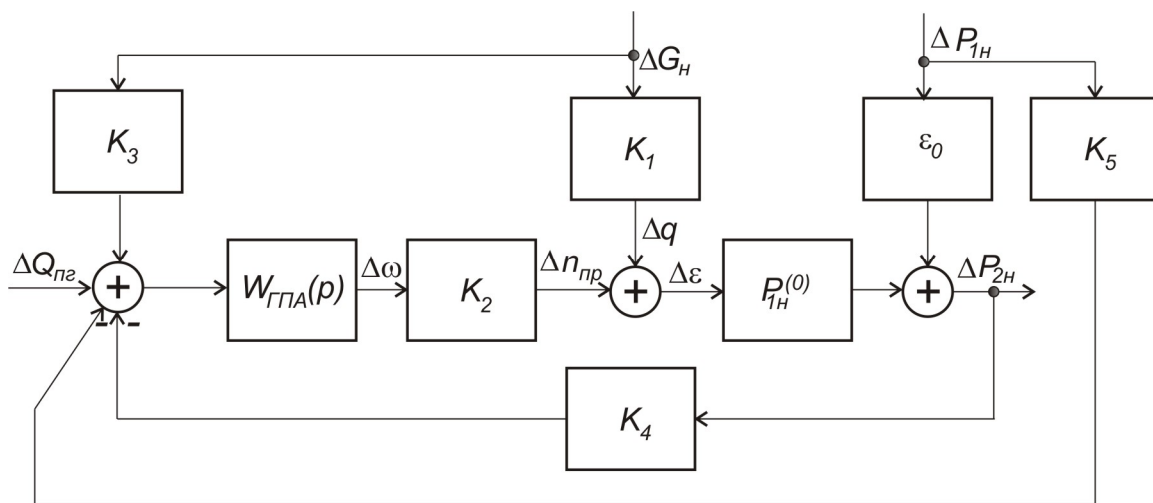 ΔG_н
ΔP_1н
K_3
K_1
ε_0
K_5
ΔQ_пг
+
W_ГПА(p)
Δω
K_2
Δn_пр
Δq
+
Δε
P_1н^(0)
+
ΔP_2н
- -
K_4